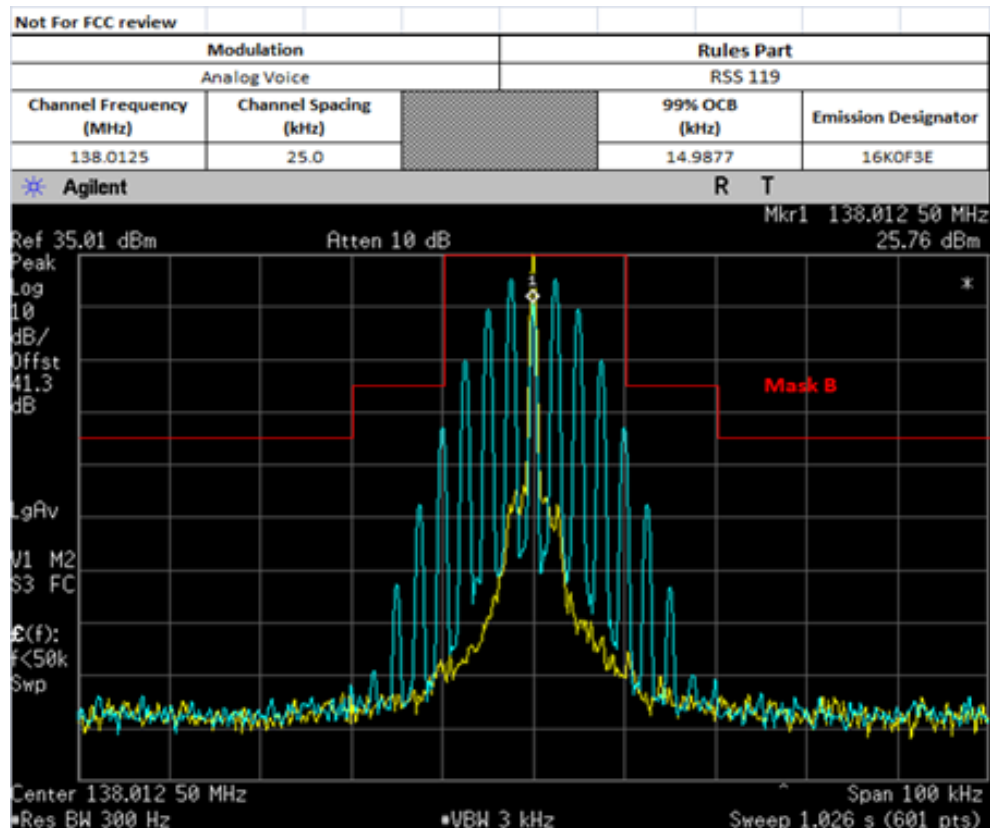 Not For FCC review
Modulation Rules Part
Analog Voice RSS 119
Channel Frequency (MHz) Channel Spacing (kHz) 99% OCB (kHz) Emission Designator
138.0125 25.0 14.9877 16K0F3E
Agilent R T
Mkr1 138.012 50 MHz
Ref 35.01 dBm Atten 10 dB 25.76 dBm
Peak
Log
10
dB/
Offst
41.3
dB
1
*
Mask B
LgAv
V1 M2
S3 FC
£(f):
f<50k
Swp
Center 138.012 50 MHz Span 100 kHz
Res BW 300 Hz VBW 3 kHz Sweep 1.026 s (601 pts)